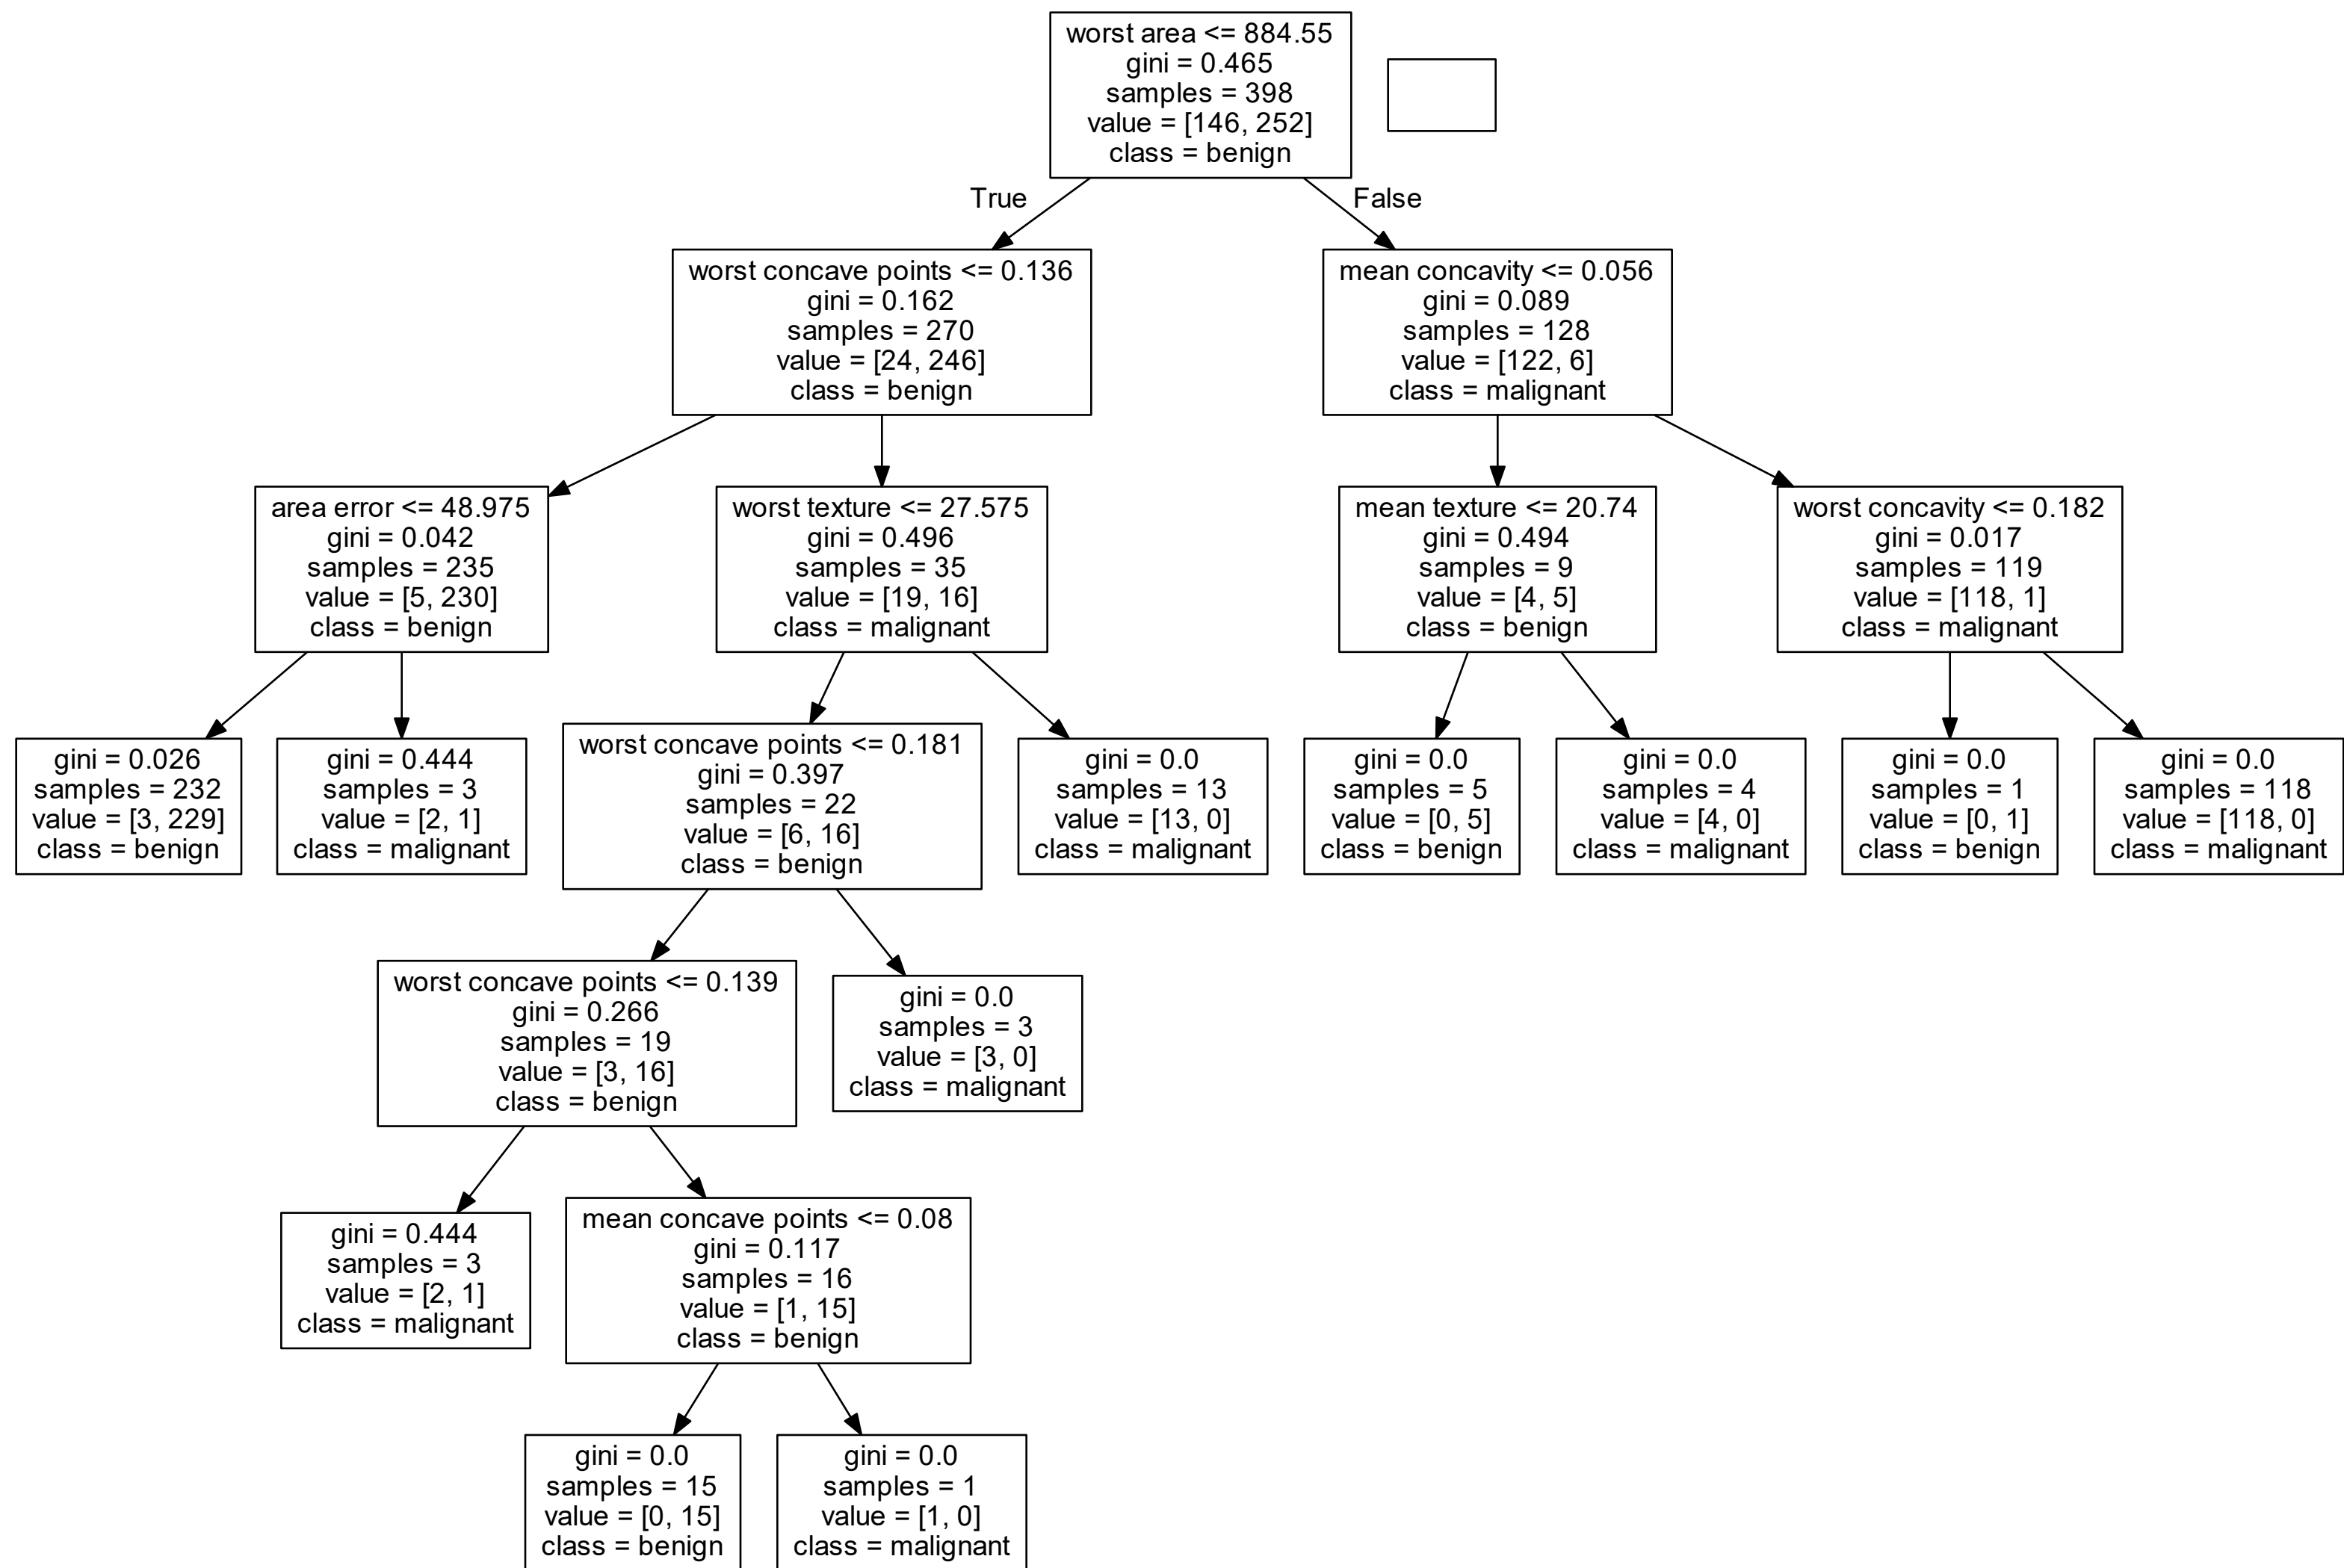 worst area <= 884.55
gini = 0.465
samples = 398
value = [146, 252]
class = benign
True
False
worst concave points <= 0.136
gini = 0.162
samples = 270
value = [24, 246]
class = benign
mean concavity <= 0.056
gini = 0.089
samples = 128
value = [122, 6]
class = malignant
area error <= 48.975
gini = 0.042
samples = 235
value = [5, 230]
class = benign
worst texture <= 27.575
gini = 0.496
samples = 35
value = [19, 16]
class = malignant
mean texture <= 20.74
gini = 0.494
samples = 9
value = [4, 5]
class = benign
worst concavity <= 0.182
gini = 0.017
samples = 119
value = [118, 1]
class = malignant
gini = 0.026
samples = 232
value = [3, 229]
class = benign
gini = 0.444
samples = 3
value = [2, 1]
class = malignant
worst concave points <= 0.181
gini = 0.397
samples = 22
value = [6, 16]
class = benign
gini = 0.0
samples = 13
value = [13, 0]
class = malignant
gini = 0.0
samples = 5
value = [0, 5]
class = benign
gini = 0.0
samples = 4
value = [4, 0]
class = malignant
gini = 0.0
samples = 1
value = [0, 1]
class = benign
gini = 0.0
samples = 118
value = [118, 0]
class = malignant
worst concave points <= 0.139
gini = 0.266
samples = 19
value = [3, 16]
class = benign
gini = 0.0
samples = 3
value = [3, 0]
class = malignant
gini = 0.444
samples = 3
value = [2, 1]
class = malignant
mean concave points <= 0.08
gini = 0.117
samples = 16
value = [1, 15]
class = benign
gini = 0.0
samples = 15
value = [0, 15]
class = benign
gini = 0.0
samples = 1
value = [1, 0]
class = malignant